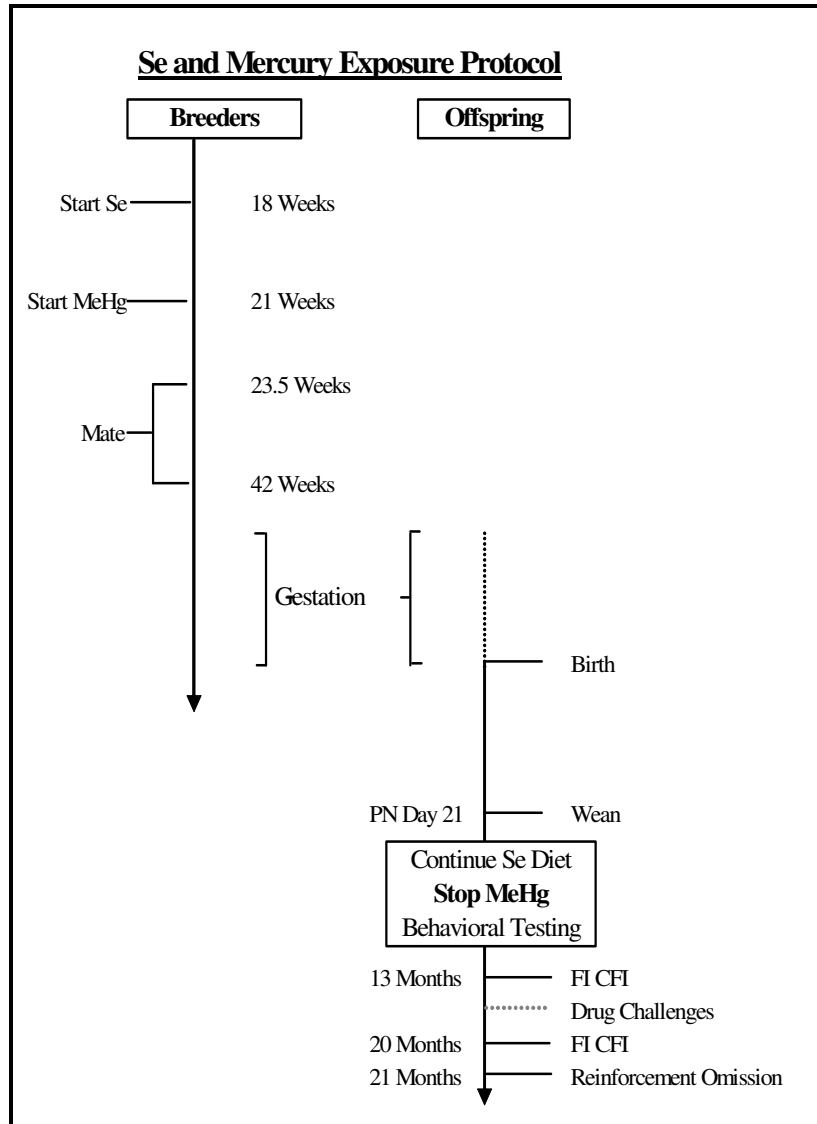 Se and Mercury Exposure Protocol
Breeders
Offspring
Start Se
18 Weeks
Start MeHg
21 Weeks
23.5 Weeks
Mate
42 Weeks
Gestation
Birth
PN Day 21
Wean
Continue Se Diet
Stop MeHg
Behavioral Testing
13 Months
FI CFI
Drug Challenges
20 Months
FI CFI
21 Months
Reinforcement Omission